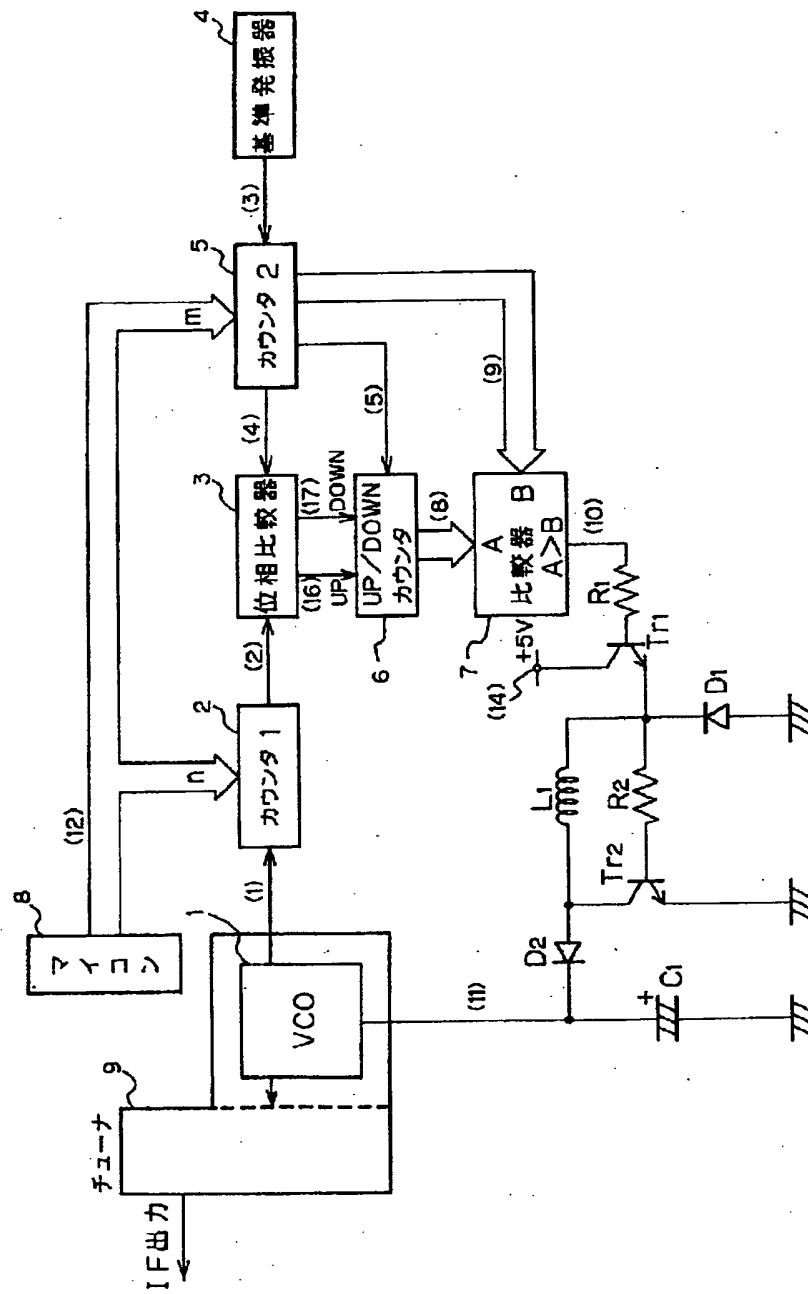 IF出力
チューナ
9
VCO
1
マイコン
8
(12)
(1)
n
カウンタ 1
2
(2)
位相比較器
3
(4)
m
カウンタ 2
5
(3)
基準発振器
4
(16)
UP
(17)
DOWN
(5)
UP/DOWN
カウンタ
6
(8)
(9)
A
B
比較器
A>B
7
(10)
+5V
(14)
R1
Tr1
D1
L1
R2
Tr2
D2
(11)
+
C1